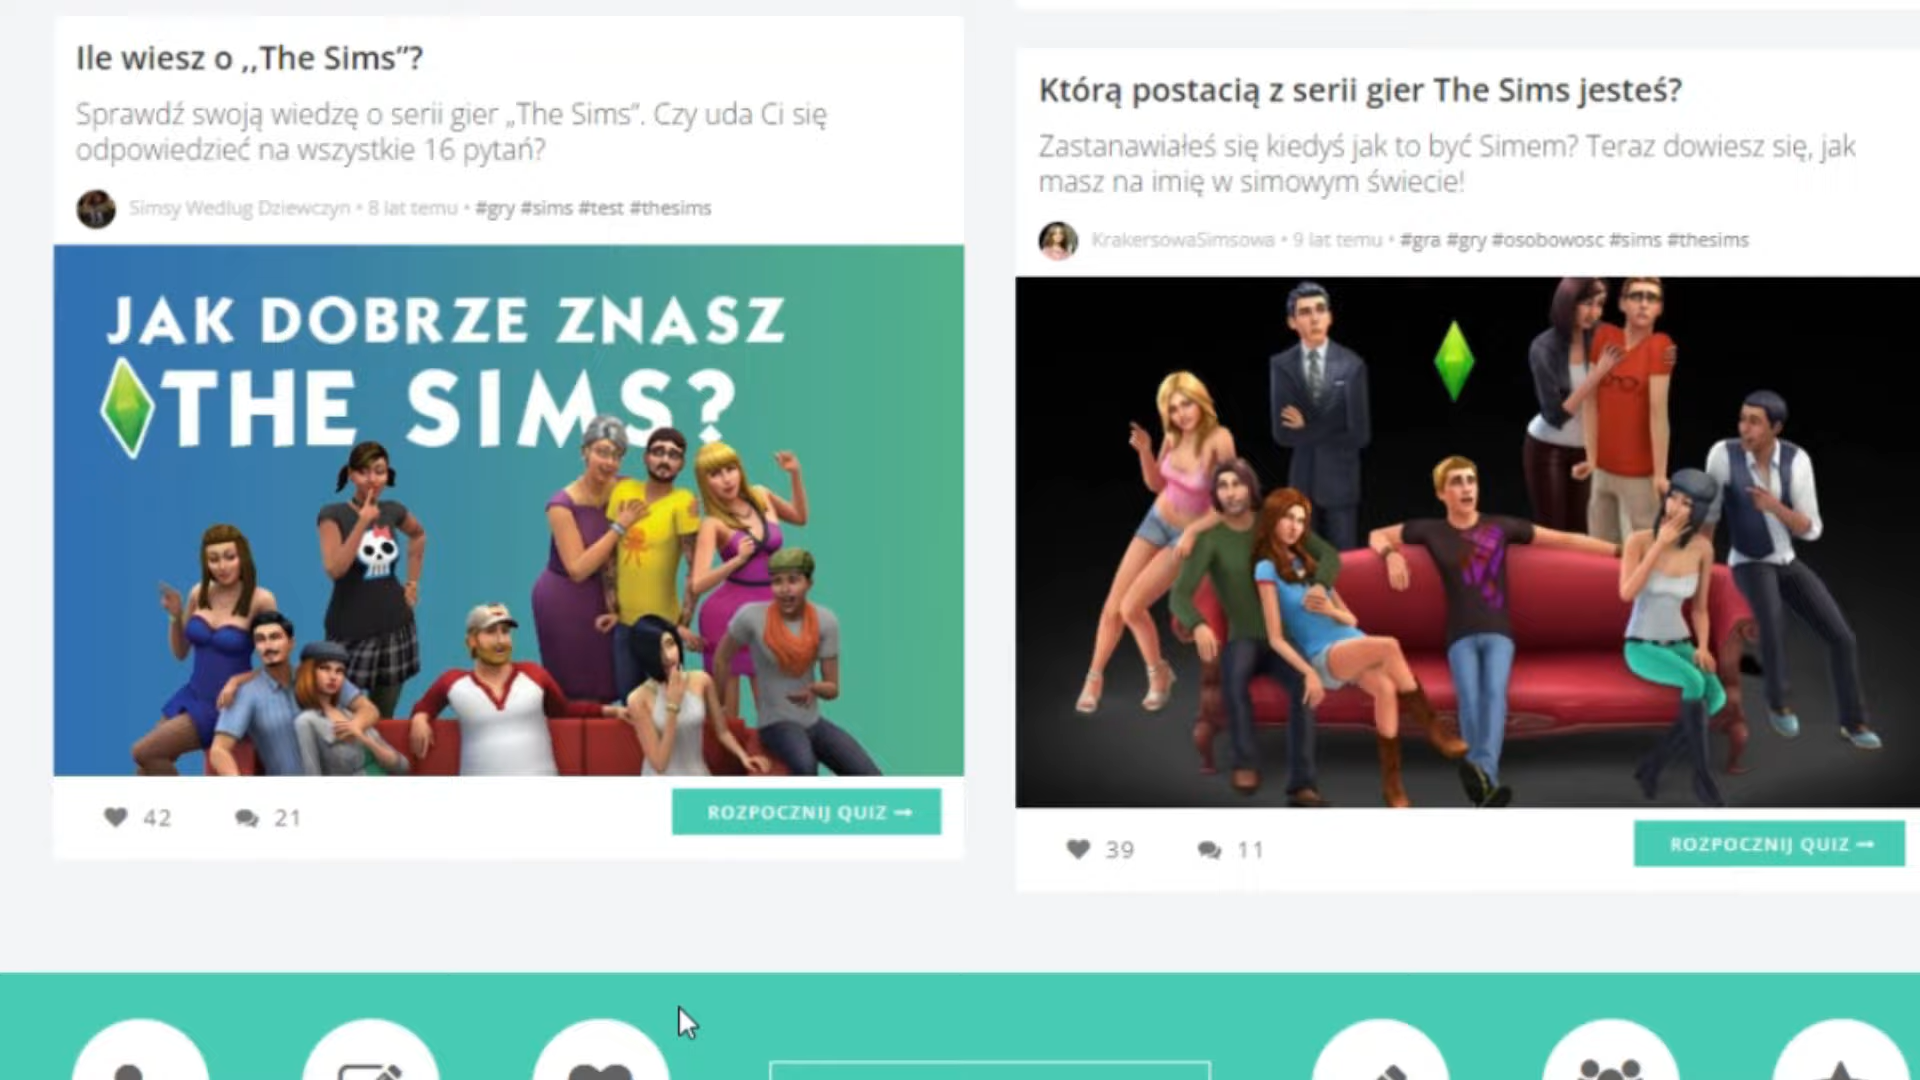 Ile wiesz o ,,The Sims"?
Sprawdź swoją wiedzę o serii gier „The Sims". Czy uda Ci się
odpowiedzieć na wszystkie 16 pytań?
Simsy Według Dziewczyn • 8 lat temu • #gry #sims #test #thesims
JAK DOBRZE ZNASZ
THE SIMS?
42
21
ROZPOCZNIJ QUIZ
Którą postacią z serii gier The Sims jesteś?
Zastanawiałeś się kiedyś jak to być Simem? Teraz dowiesz się, jak
masz na imię w simowym świecie!
KrakersowaSimsowa • 9 lat temu • #gra #gry #osobowosc #sims #thesims
39
11
ROZPOCZNIJ QUIZ